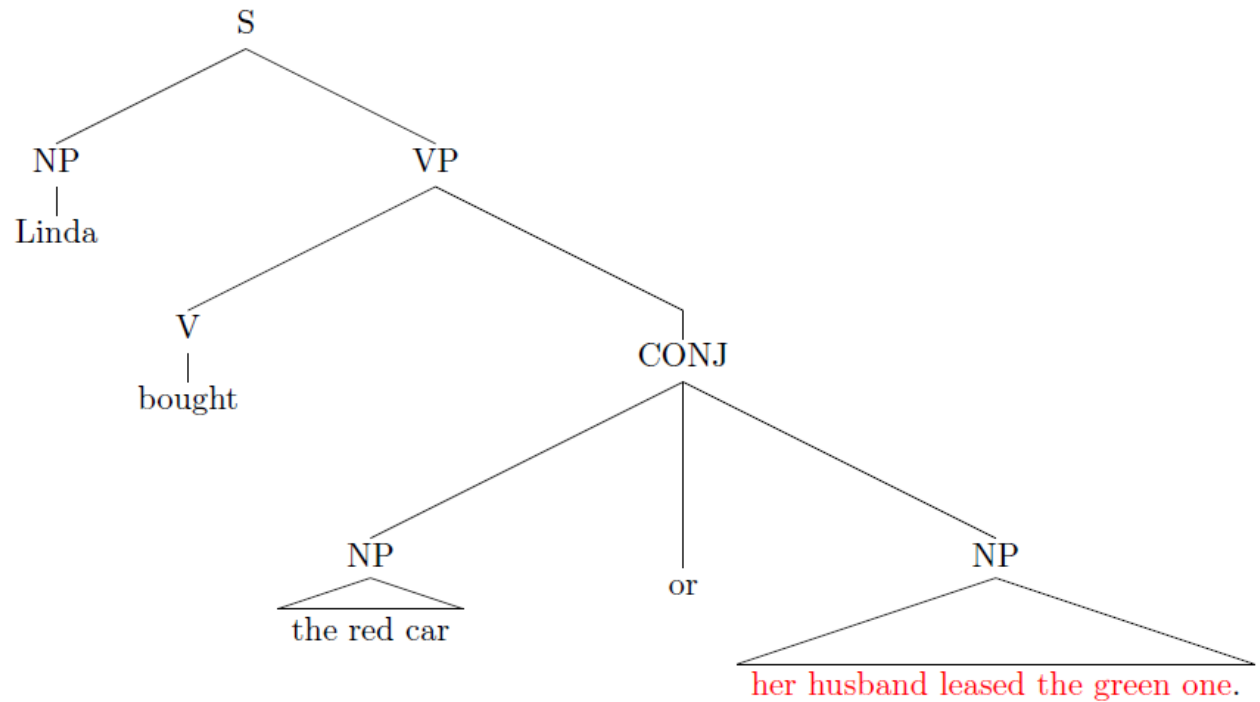 S
NP VP
Linda
V
CONJ
bought
NP NP
or
the red car
her husband leased the green one.